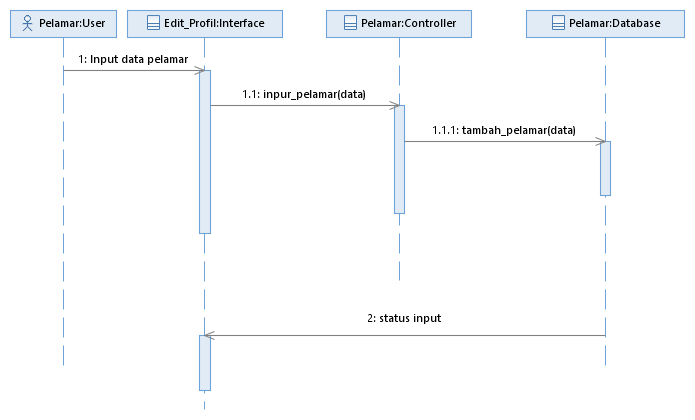 Pelamar:User
Edit_Profil:Interface
Pelamar:Controller
Pelamar:Database
1: Input data pelamar
1.1: inpur_pelamar(data)
1.1.1: tambah_pelamar(data)
2: status input